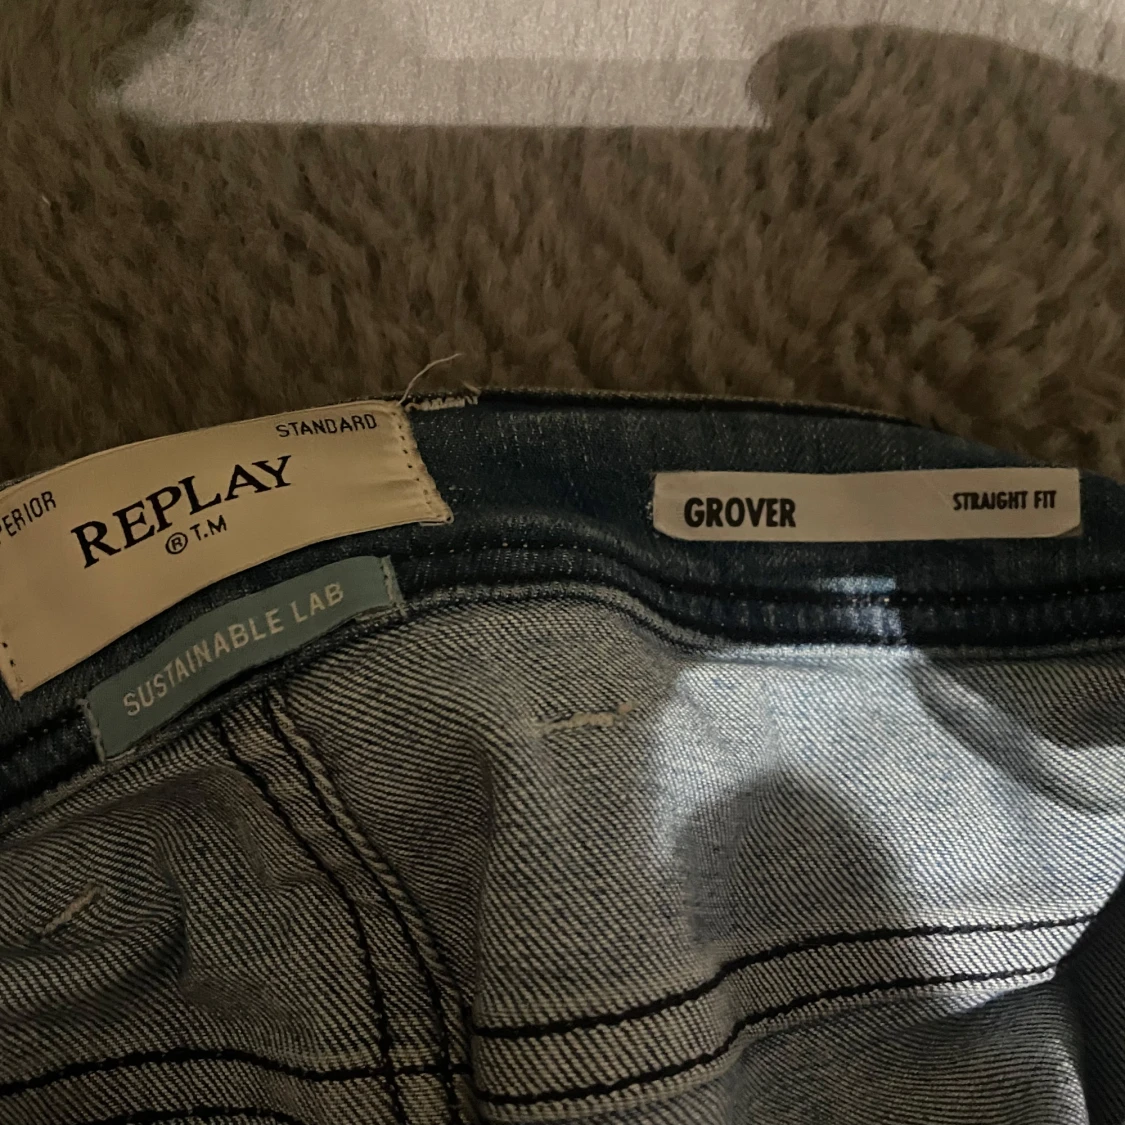 STANDARD
REPLAY
® T.M
SUSTAINABLE LAB
GROVER
STRAIGHT FIT